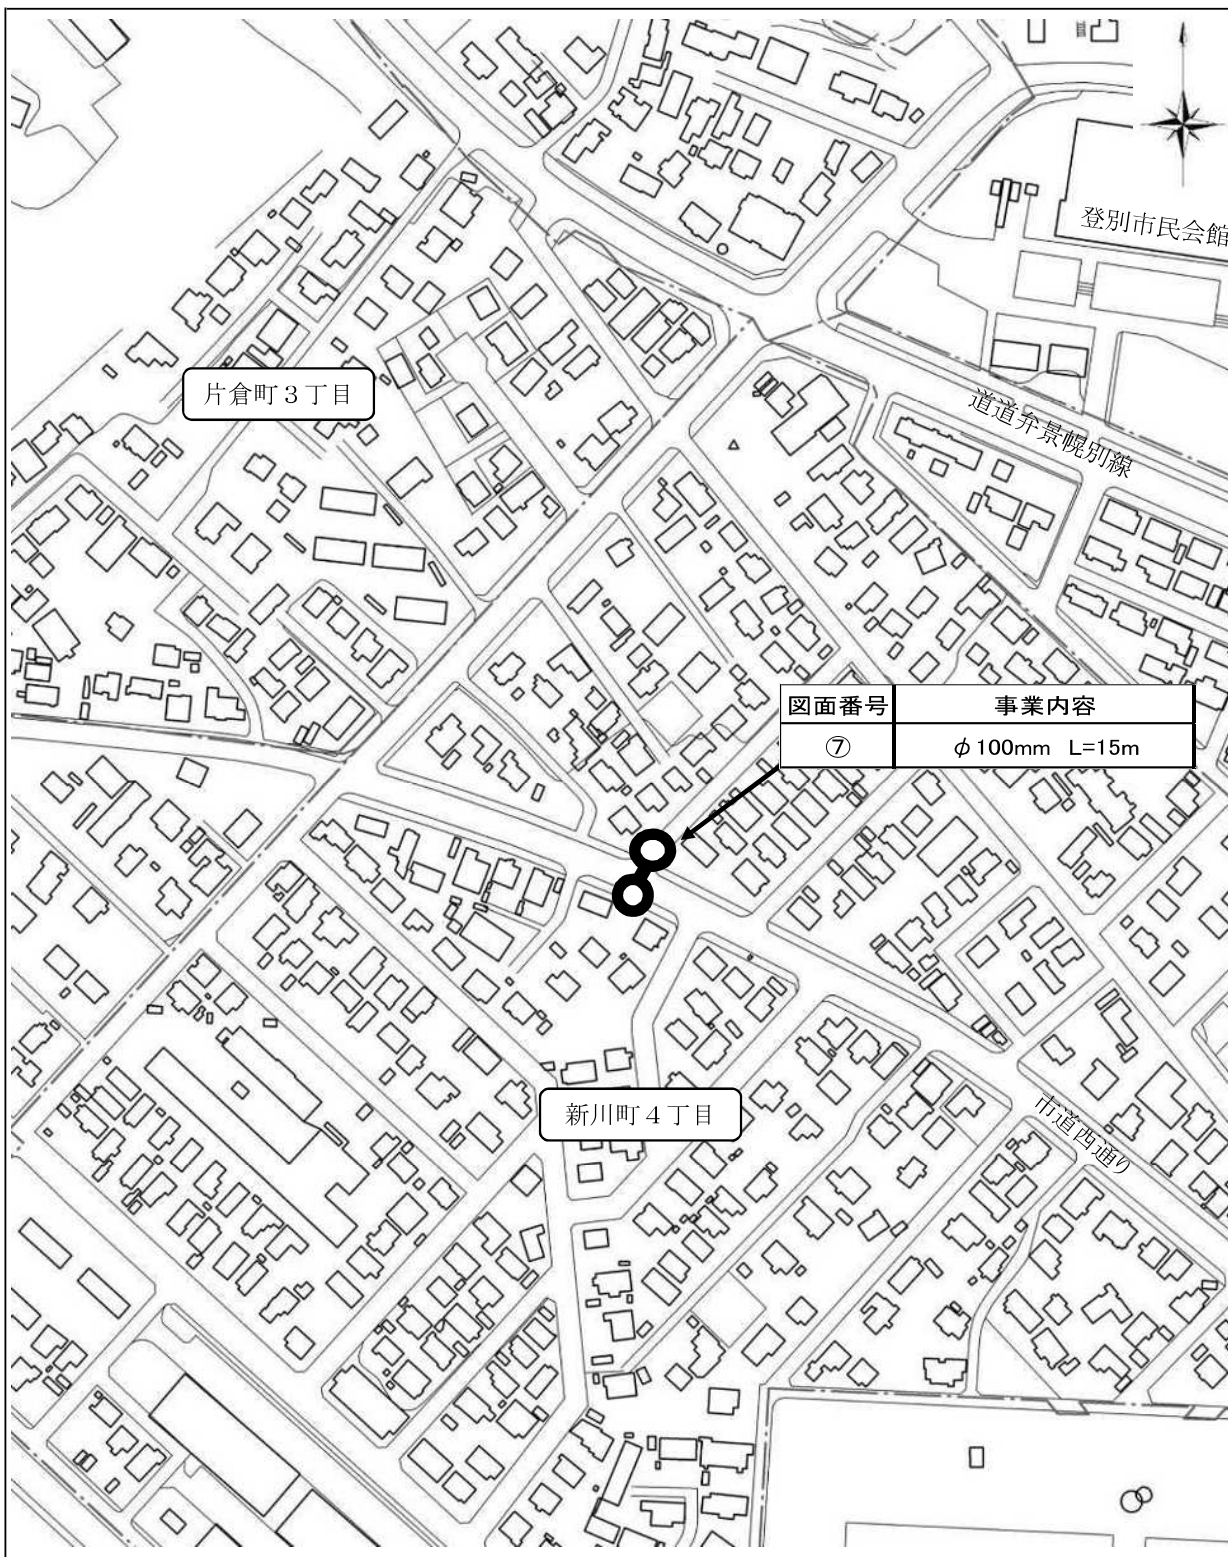 登別市民会館
片倉町3丁目
道道弁景幌別線
図面番号 事業内容
⑦ φ100mm L=15m
新川町4丁目
市道西通り